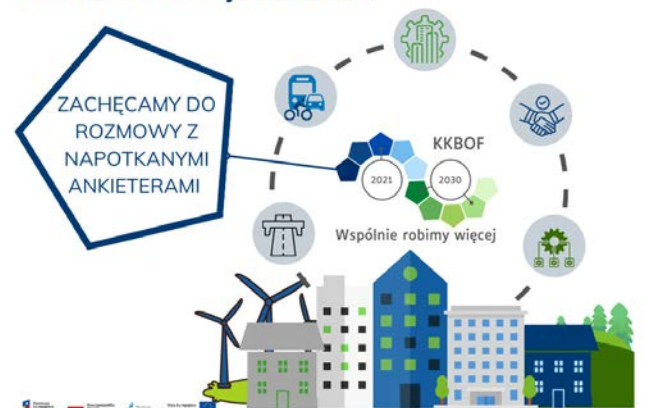 ZACHĘCAMY DO
ROZMOWY Z
NAPOTKANYMI
ANKIETERAMI
KKBOF
2021
2030
Wspólnie robimy więcej